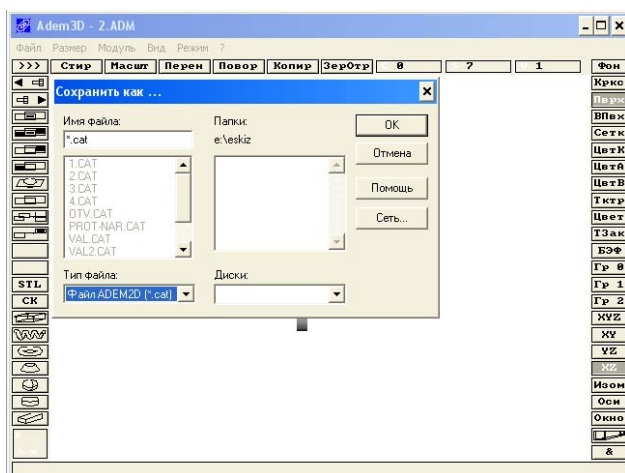 Adem3D - 2.ADM
Файл Размер Модуль Вид Режим ?
>>> Стир Масшт Перен Повор Копир ЗерОтр 0 7 1 Фон
Кркс
Пврх
ВПвх
Сетк
ЦвтК
ЦвтА
ЦвтВ
Тктр
Цвет
ТЗак
БЭФ
Гр 0
Гр 1
Гр 2
XYZ
XY
YZ
XZ
Изом
Оси
Окно
&
STL
СК
Сохранить как ...
Имя файла:
*.cat
1.CAT
2.CAT
3.CAT
4.CAT
OTV.CAT
PROT-NAR.CAT
VAL.CAT
VAL2.CAT
Тип файла:
Файл ADEM2D (*.cat)
Папки:
e:\eskiz
Диски:
OK
Отмена
Помощь
Сеть...